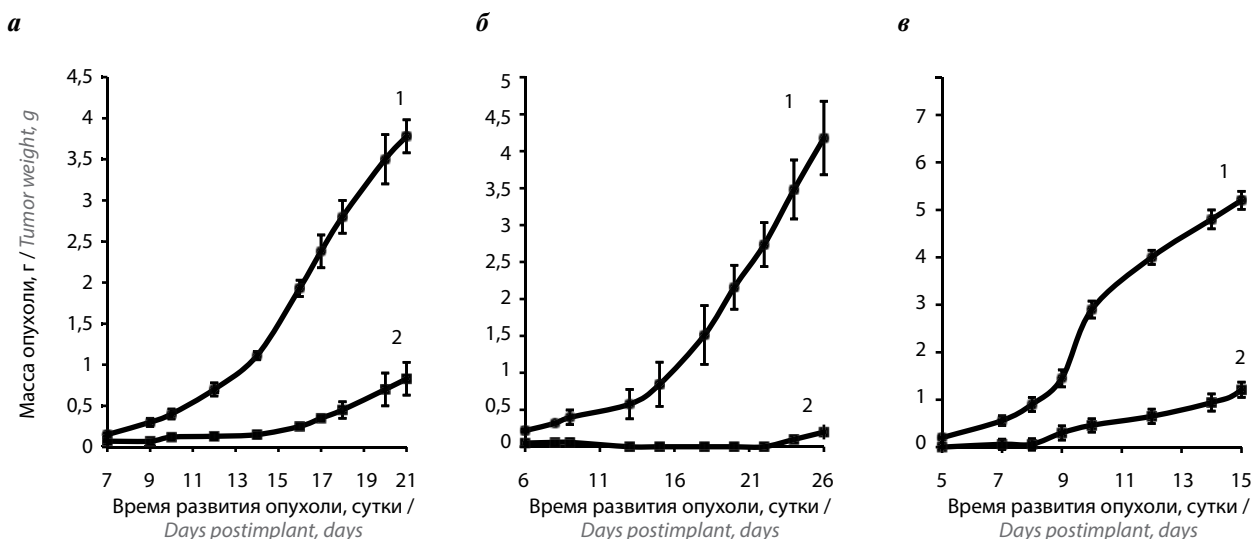 а
б
в
Масса опухоли, г / Tumor weight, g
4,5
4
3,5
3
2,5
2
1,5
1
0,5
0
1
2
7 9 11 13 14 17 19 21
Время развития опухоли, сутки /
Days postimplant, days
5
4,5
4
3,5
3
2,5
2
1,5
1
0,5
0
1
2
6 11 16 21 26
Время развития опухоли, сутки /
Days postimplant, days
7
6
5
4
3
2
1
0
1
2
5 7 9 11 13 15
Время развития опухоли, сутки /
Days postimplant, days